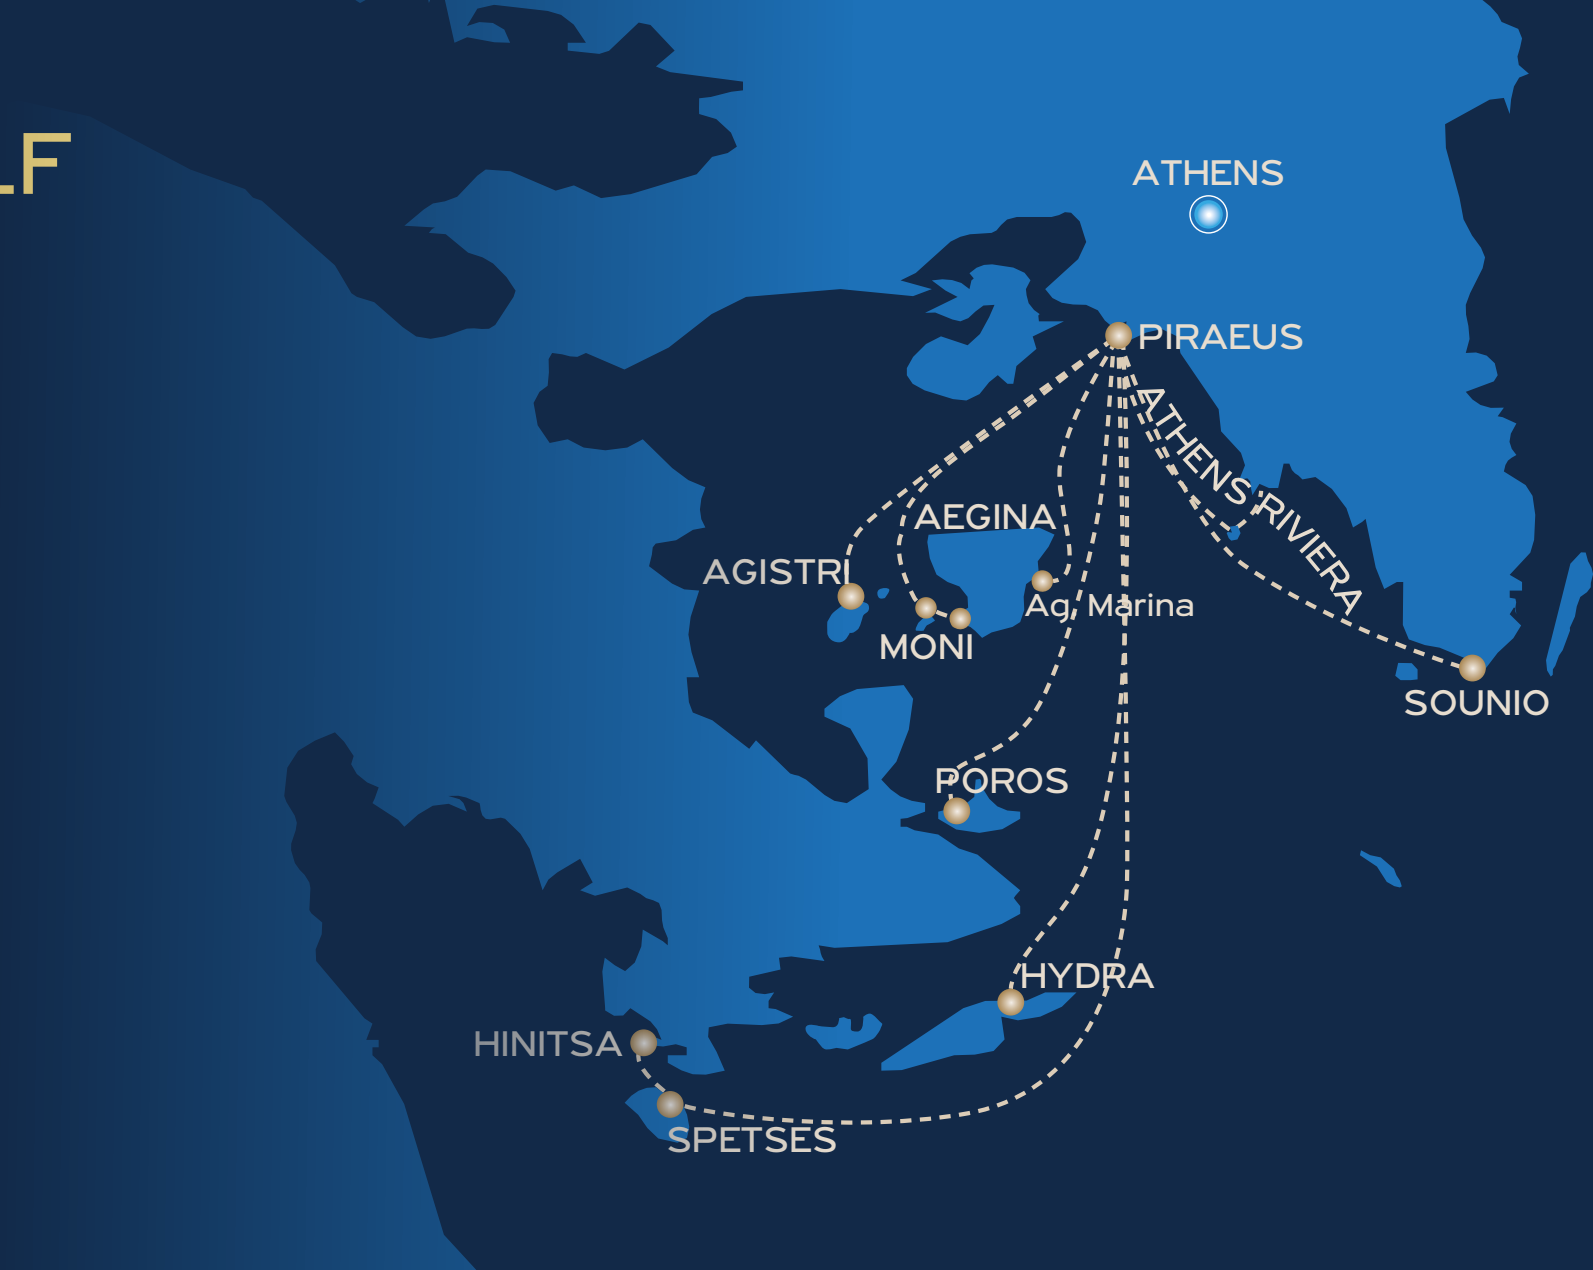 LF
ATHENS
PIRAEUS
ATHENS RIVIERA
AEGINA
AGISTRI
Ag. Marina
MONI
SOUNIO
POROS
HYDRA
HINITSA
SPETSES